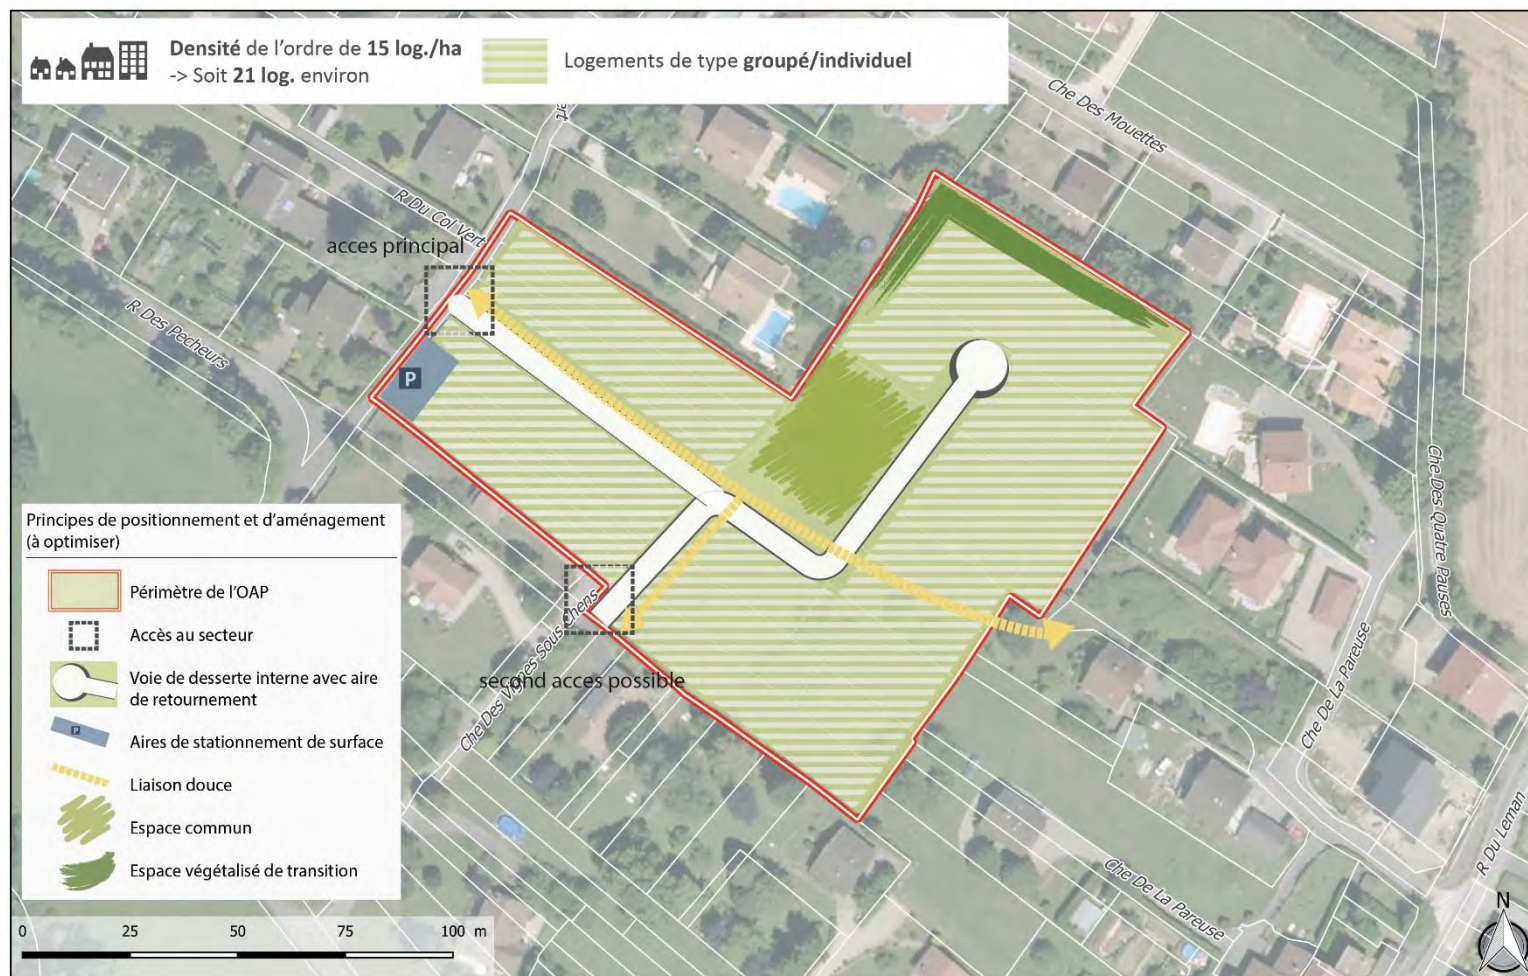 Densité de l'ordre de 15 log./ha
-> Soit 21 log. environ
Logements de type groupé/individuel
Che Des Mouettes
R Du Col Vert
acces principal
R Des Pecheurs
P
Che Des Quatre Pauses
Principes de positionnement et d'aménagement
(à optimiser)
Périmètre de l'OAP
Accès au secteur
Voie de desserte interne avec aire
de retournement
P
Aires de stationnement de surface
Liaison douce
Espace commun
Espace végétalisé de transition
Che Des Vignes Sous Chens
second acces possible
Che De La Pareuse
Che De La Pareuse
R Du Leman
N
0 25 50 75 100 m